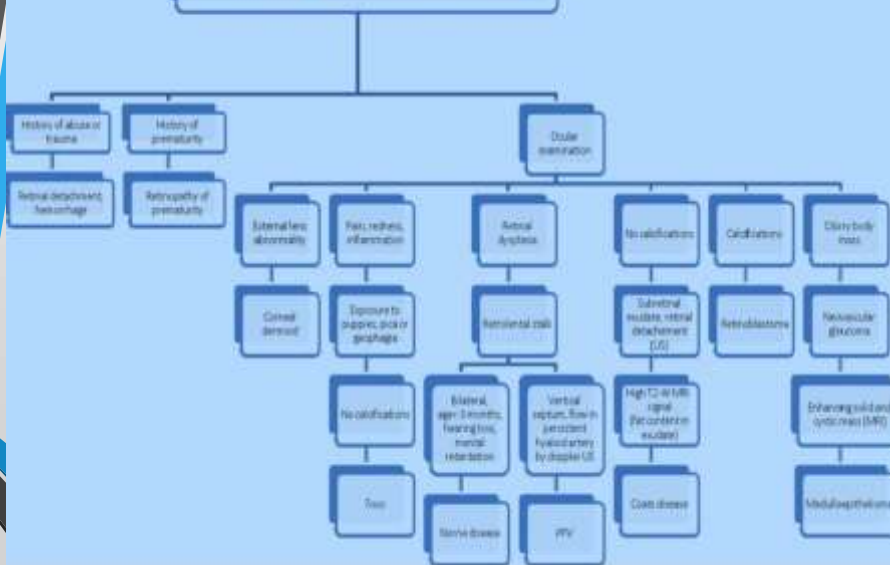 History of abuse or
trauma
Retinal detachment,
hemorrhage
History of
prematurity
Retinopathy of
prematurity
Ocular
examination
External lens
abnormality
Corneal
dermoid
Pain, redness,
inflammation
Exposure to
puppies, pica or
geophagia
No calcifications
Toxo
Retinal
dysplasia
Retrolental stalk
Bilateral,
age:
months,
hearing loss,
mental
retardation
Norrie disease
Vertical
septum, flow in
persistent
hyaloid artery
by doppler US
PFV
No calcifications
Subretinal
exudate, retinal
detachement
(US)
High T2-W MRI
signal
(fat content in
exudate)
Coats disease
Calcifications
Retinoblastoma
Ciliary body
mass
Neovascular
glaucoma
Enhancing solid and
cystic mass (MRI)
Medulloepithelioma